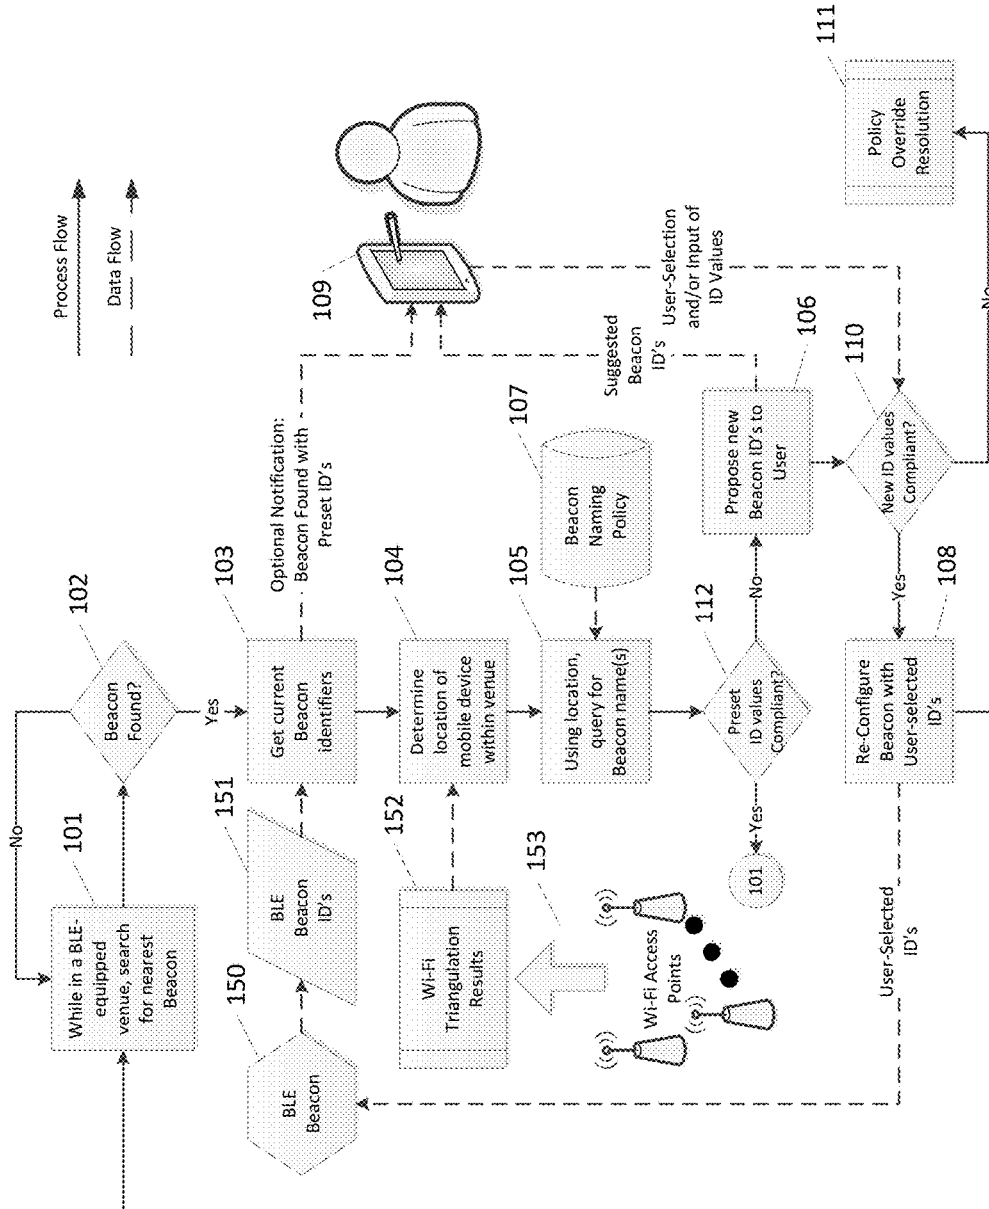 Process Flow
Data Flow
No
101
While in a BLE-
equipped
venue, search
for nearest
Beacon
102
Beacon
Found?
Yes
150
BLE
Beacon
151
BLE
Beacon
ID's
103
Get current
Beacon
identifiers
Optional Notification:
Beacon Found with
Preset ID's
109
152
Wi-Fi
Triangulation
Results
104
Determine
location of
mobile device
within venue
153
Wi-Fi Access
Points
105
Using location,
query for
Beacon name(s)
107
Beacon
Naming
Policy
Suggested
Beacon
ID's
User-Selection
and/or Input of
ID Values
101
Yes
112
Preset
ID values
Compliant?
No
106
Propose new
Beacon ID's to
User
User-Selected
ID's
108
Re-Configure
Beacon with
User-selected
ID's
Yes
110
New ID values
Compliant?
111
Policy
Override
Resolution
No